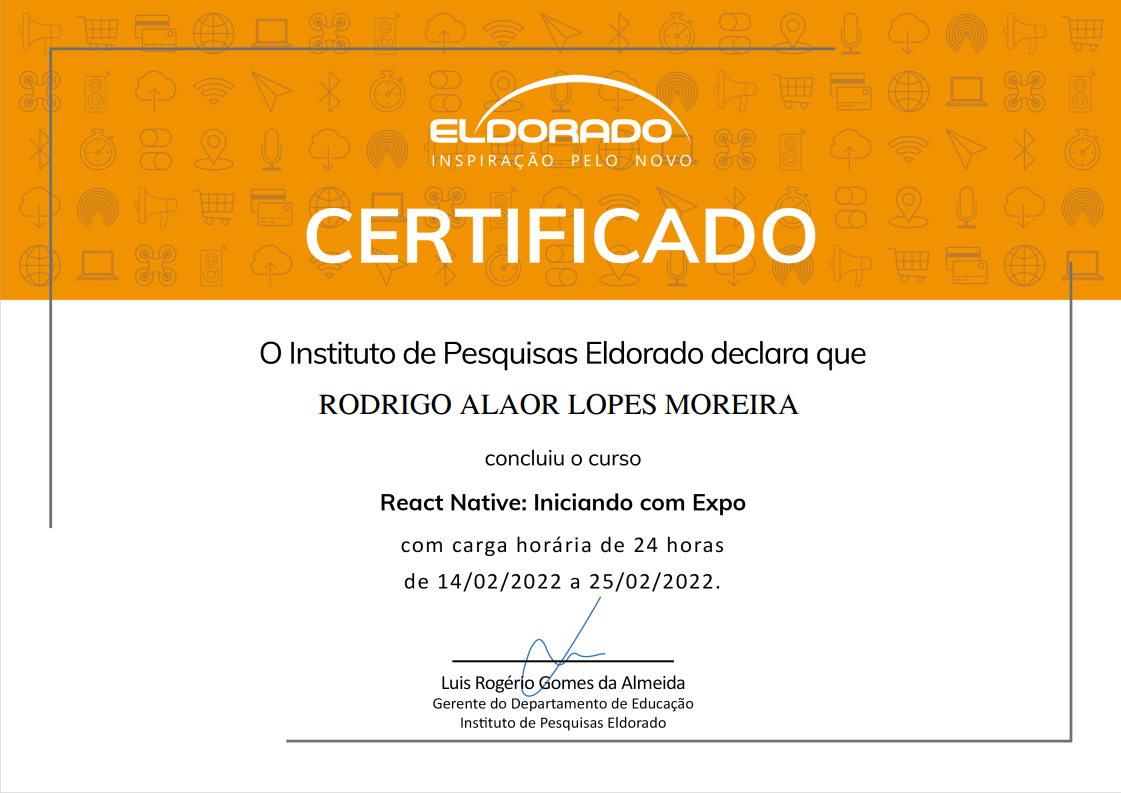 ELDORADO
INSPIRAÇÃO PELO NOVO
CERTIFICADO
O Instituto de Pesquisas Eldorado declara que
RODRIGO ALAOR LOPES MOREIRA
concluiu o curso
React Native: Iniciando com Expo
com carga horária de 24 horas
de 14/02/2022 a 25/02/2022.
Luis Rogério Gomes da Almeida
Gerente do Departamento de Educação
Instituto de Pesquisas Eldorado